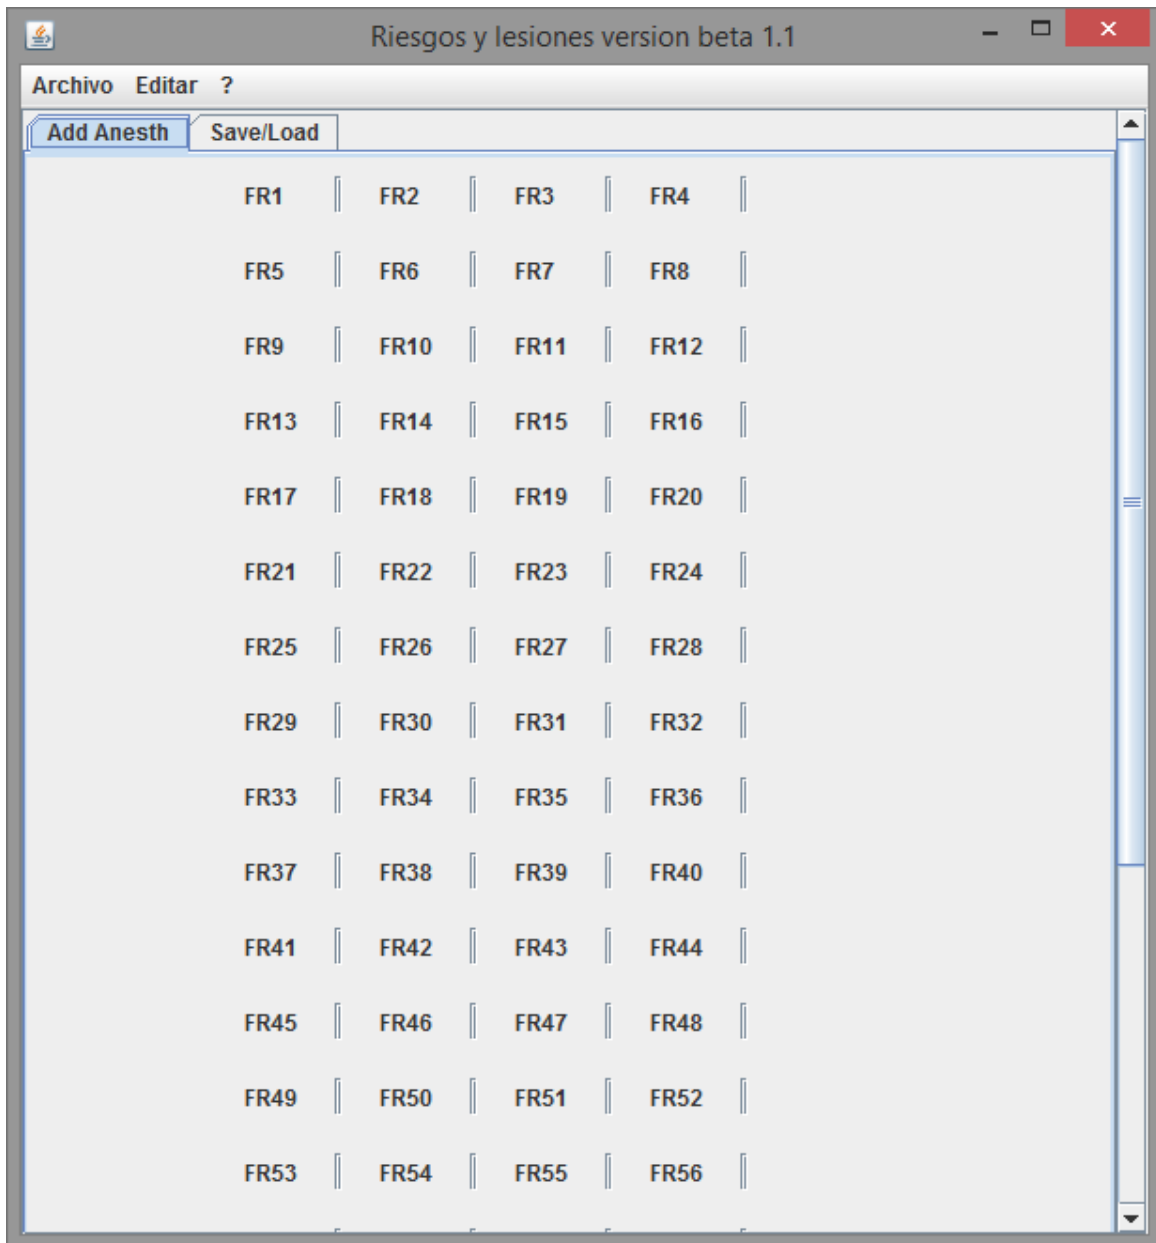 Riesgos y lesiones version beta 1.1
Archivo Editar ?
Add Anesth Save/Load
FR1 FR2 FR3 FR4
FR5 FR6 FR7 FR8
FR9 FR10 FR11 FR12
FR13 FR14 FR15 FR16
FR17 FR18 FR19 FR20
FR21 FR22 FR23 FR24
FR25 FR26 FR27 FR28
FR29 FR30 FR31 FR32
FR33 FR34 FR35 FR36
FR37 FR38 FR39 FR40
FR41 FR42 FR43 FR44
FR45 FR46 FR47 FR48
FR49 FR50 FR51 FR52
FR53 FR54 FR55 FR56